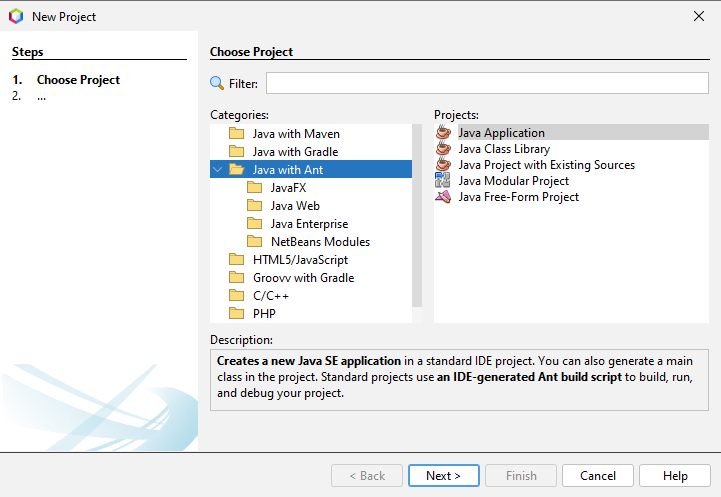 New Project
Steps
1. Choose Project
2. ...
Choose Project
Filter:
Categories:
Java with Maven
Java with Gradle
Java with Ant
JavaFX
Java Web
Java Enterprise
NetBeans Modules
HTML5/JavaScript
Groovy with Gradle
C/C++
PHP
Projects:
Java Application
Java Class Library
Java Project with Existing Sources
Java Modular Project
Java Free-Form Project
Description:
Creates a new Java SE application in a standard IDE project. You can also generate a main
class in the project. Standard projects use an IDE-generated Ant build script to build, run,
and debug your project.
< Back
Next >
Finish
Cancel
Help